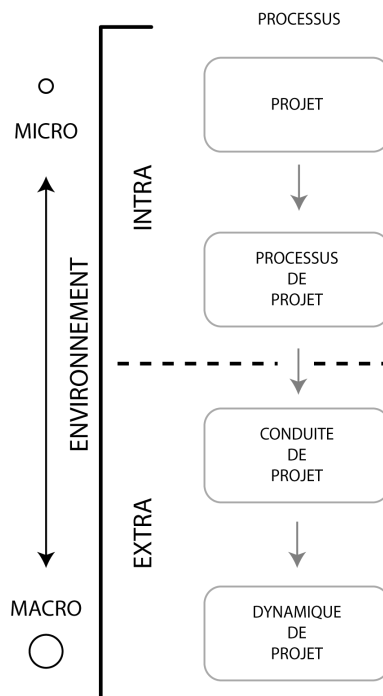 PROCESSUS
MICRO
PROJET
INTRA
PROCESSUS
DE
PROJET
ENVIRONNEMENT
CONDUITE
DE
PROJET
EXTRA
MACRO
DYNAMIQUE
DE
PROJET